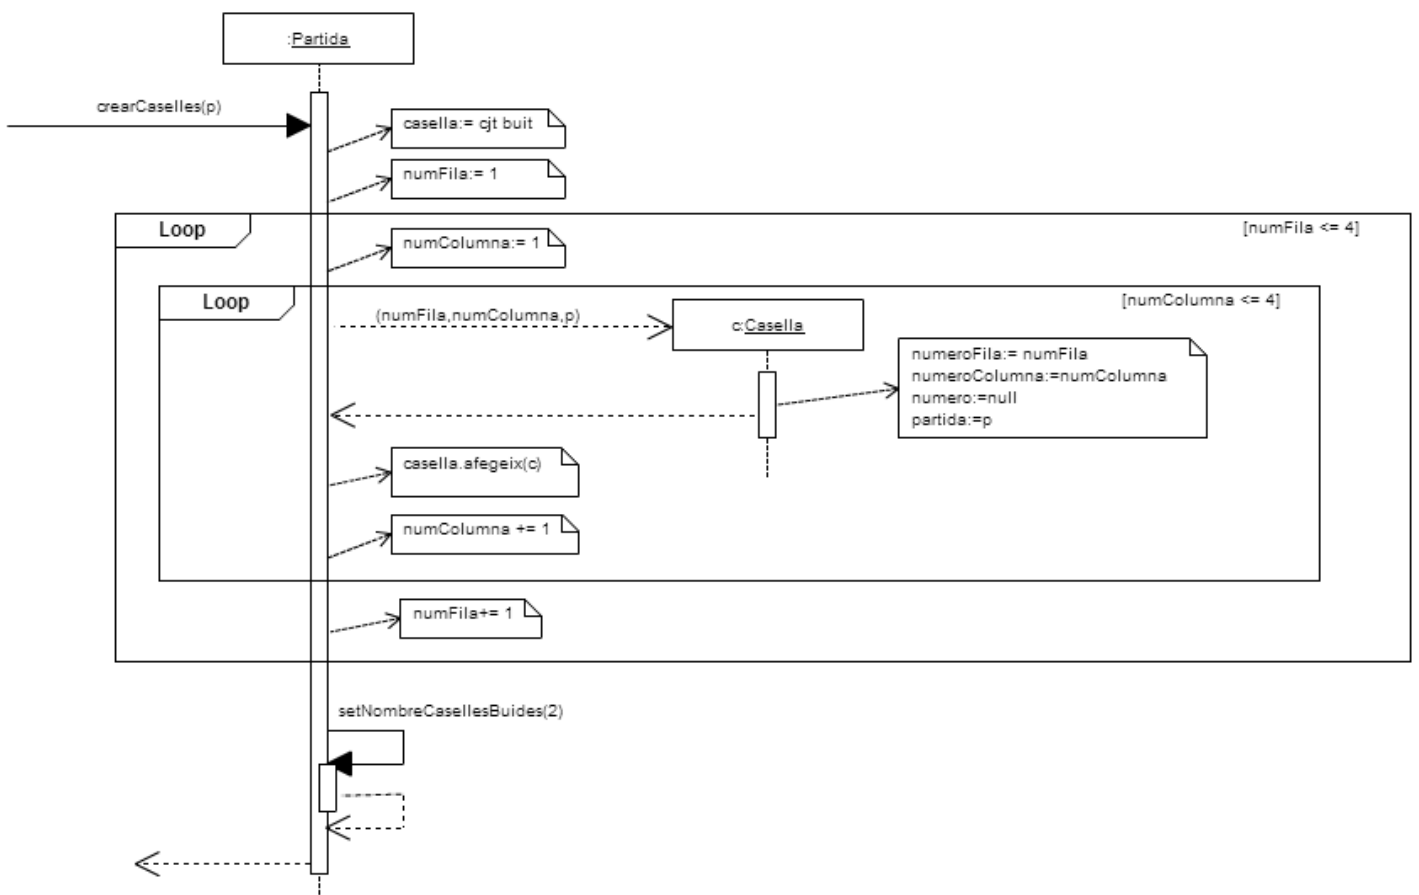 :Partida
crearCaselles(p)
casella:= cjt buit
numFila:= 1
Loop
[numFila <= 4]
numColumna:= 1
Loop
[numColumna <= 4]
(numFila,numColumna,p)
c:Casella
numeroFila:= numFila
numeroColumna:=numColumna
numero:=null
partida:=p
casella.afegeix(c)
numColumna += 1
numFila+= 1
setNombreCasellesBuides(2)